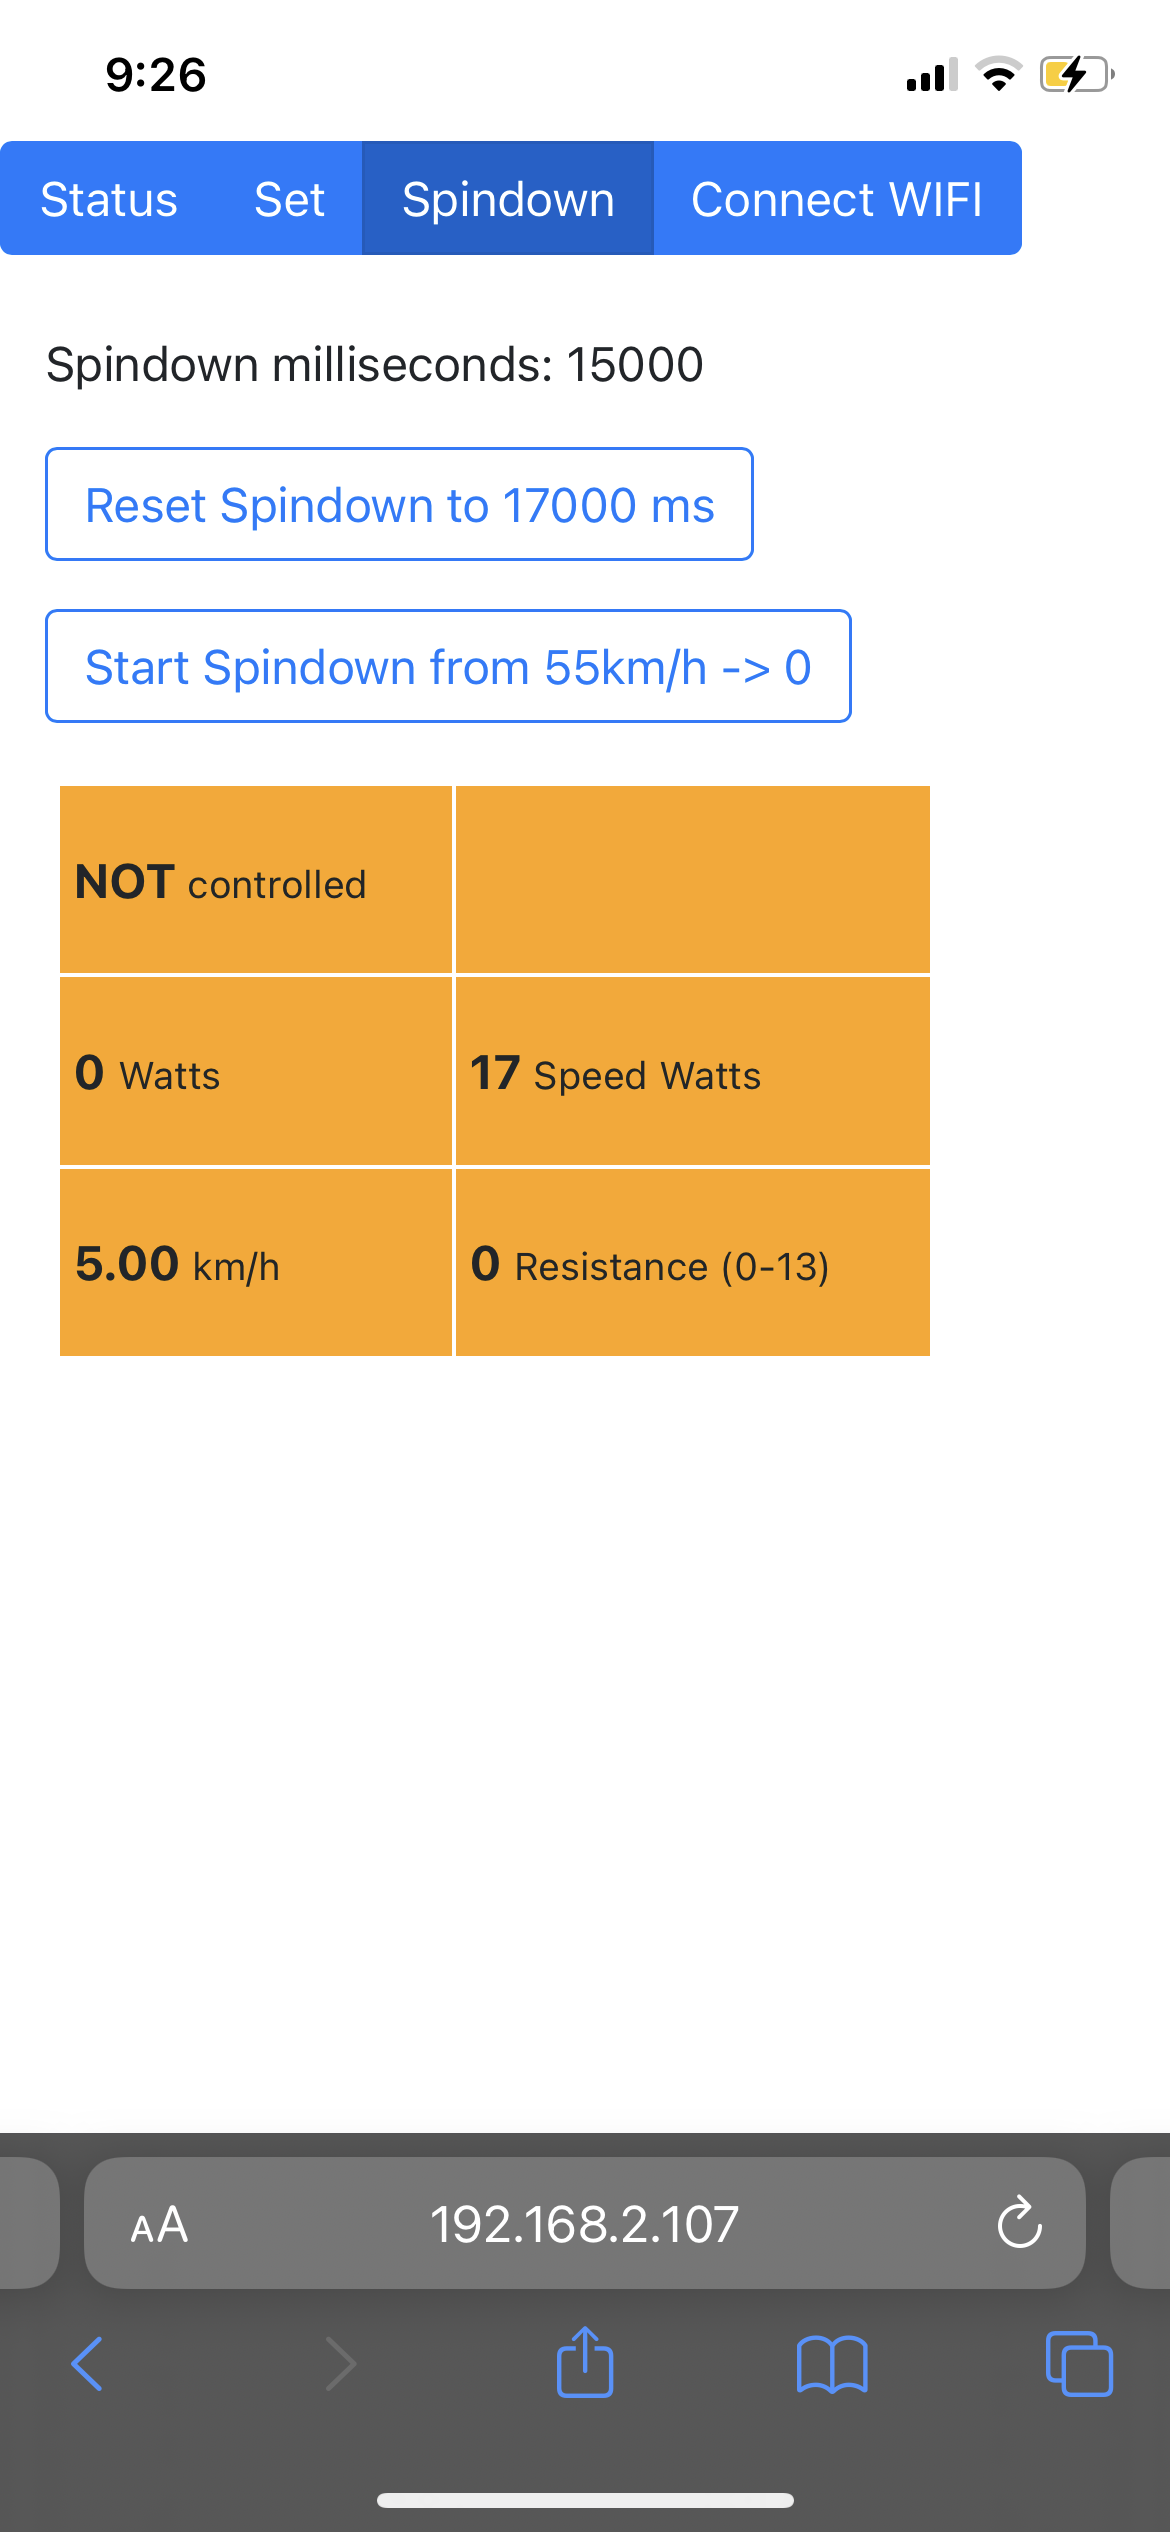 9:26
Status Set Spindown Connect WIFI
Spindown milliseconds: 15000
Reset Spindown to 17000 ms
Start Spindown from 55km/h -> 0
NOT controlled
0 Watts 17 Speed Watts
5.00 km/h 0 Resistance (0-13)
AA 192.168.2.107